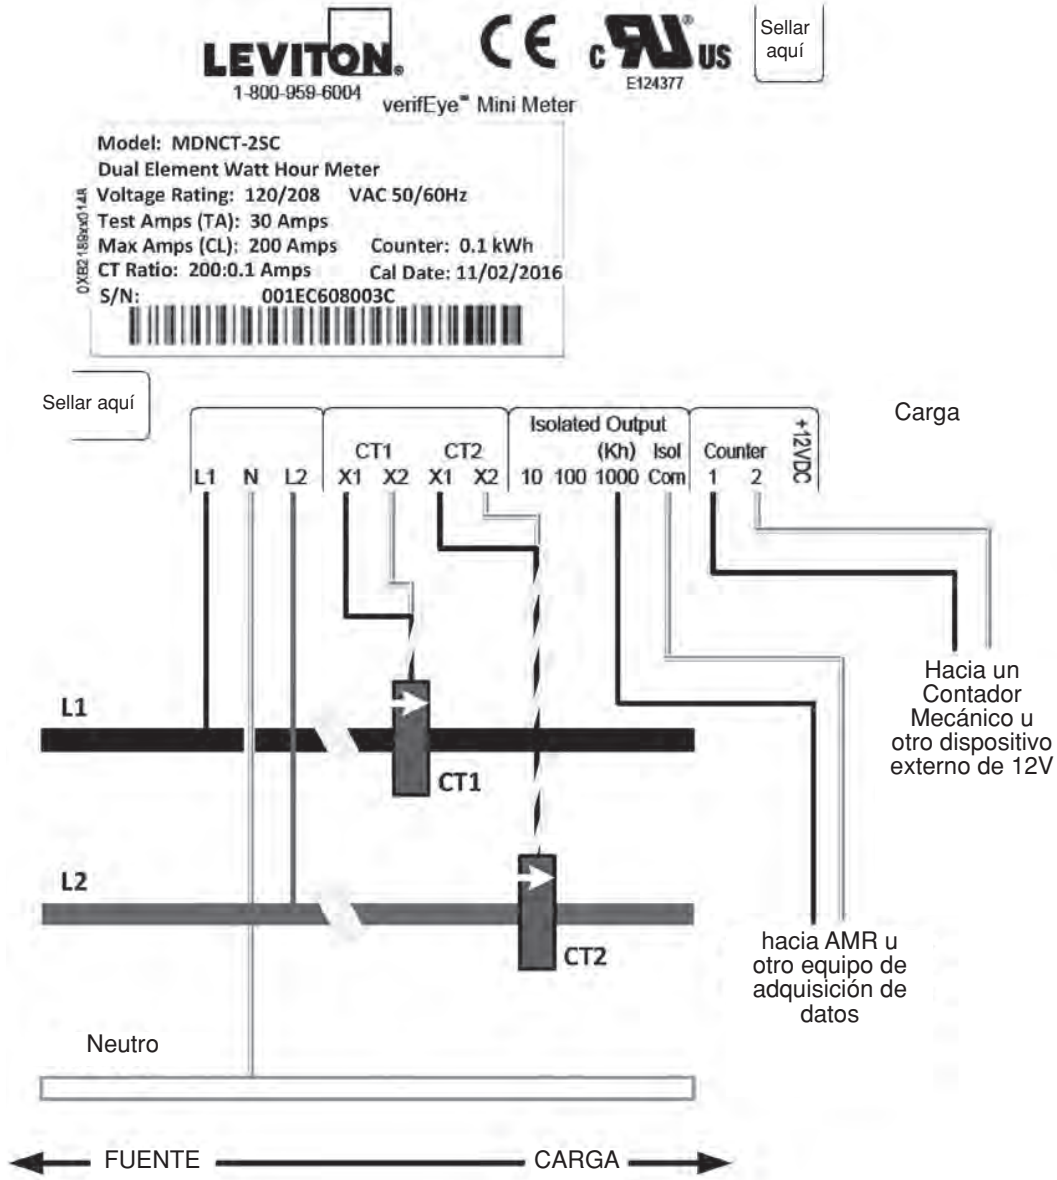 LEVITON®
1-800-959-6004
C E
C RU® US
E124377
Sellar
aquí
verifEye™ Mini Meter
Model: MDNCT-2SC
Dual Element Watt Hour Meter
Voltage Rating: 120/208 VAC 50/60Hz
Test Amps (TA): 30 Amps
Max Amps (CL): 200 Amps Counter: 0.1 kWh
CT Ratio: 200:0.1 Amps Cal Date: 11/02/2016
S/N: 001EC608003C
Sellar aquí
Isolated Output
CT1 CT2 (Kh) Isol Counter +12VDC
L1 N L2 X1 X2 X1 X2 10 100 1000 Com 1 2
Carga
Hacia un
Contador
Mecánico u
otro dispositivo
externo de 12V
L1
CT1
L2
CT2
hacia AMR u
otro equipo de
adquisición de
datos
Neutro
FUENTE CARGA